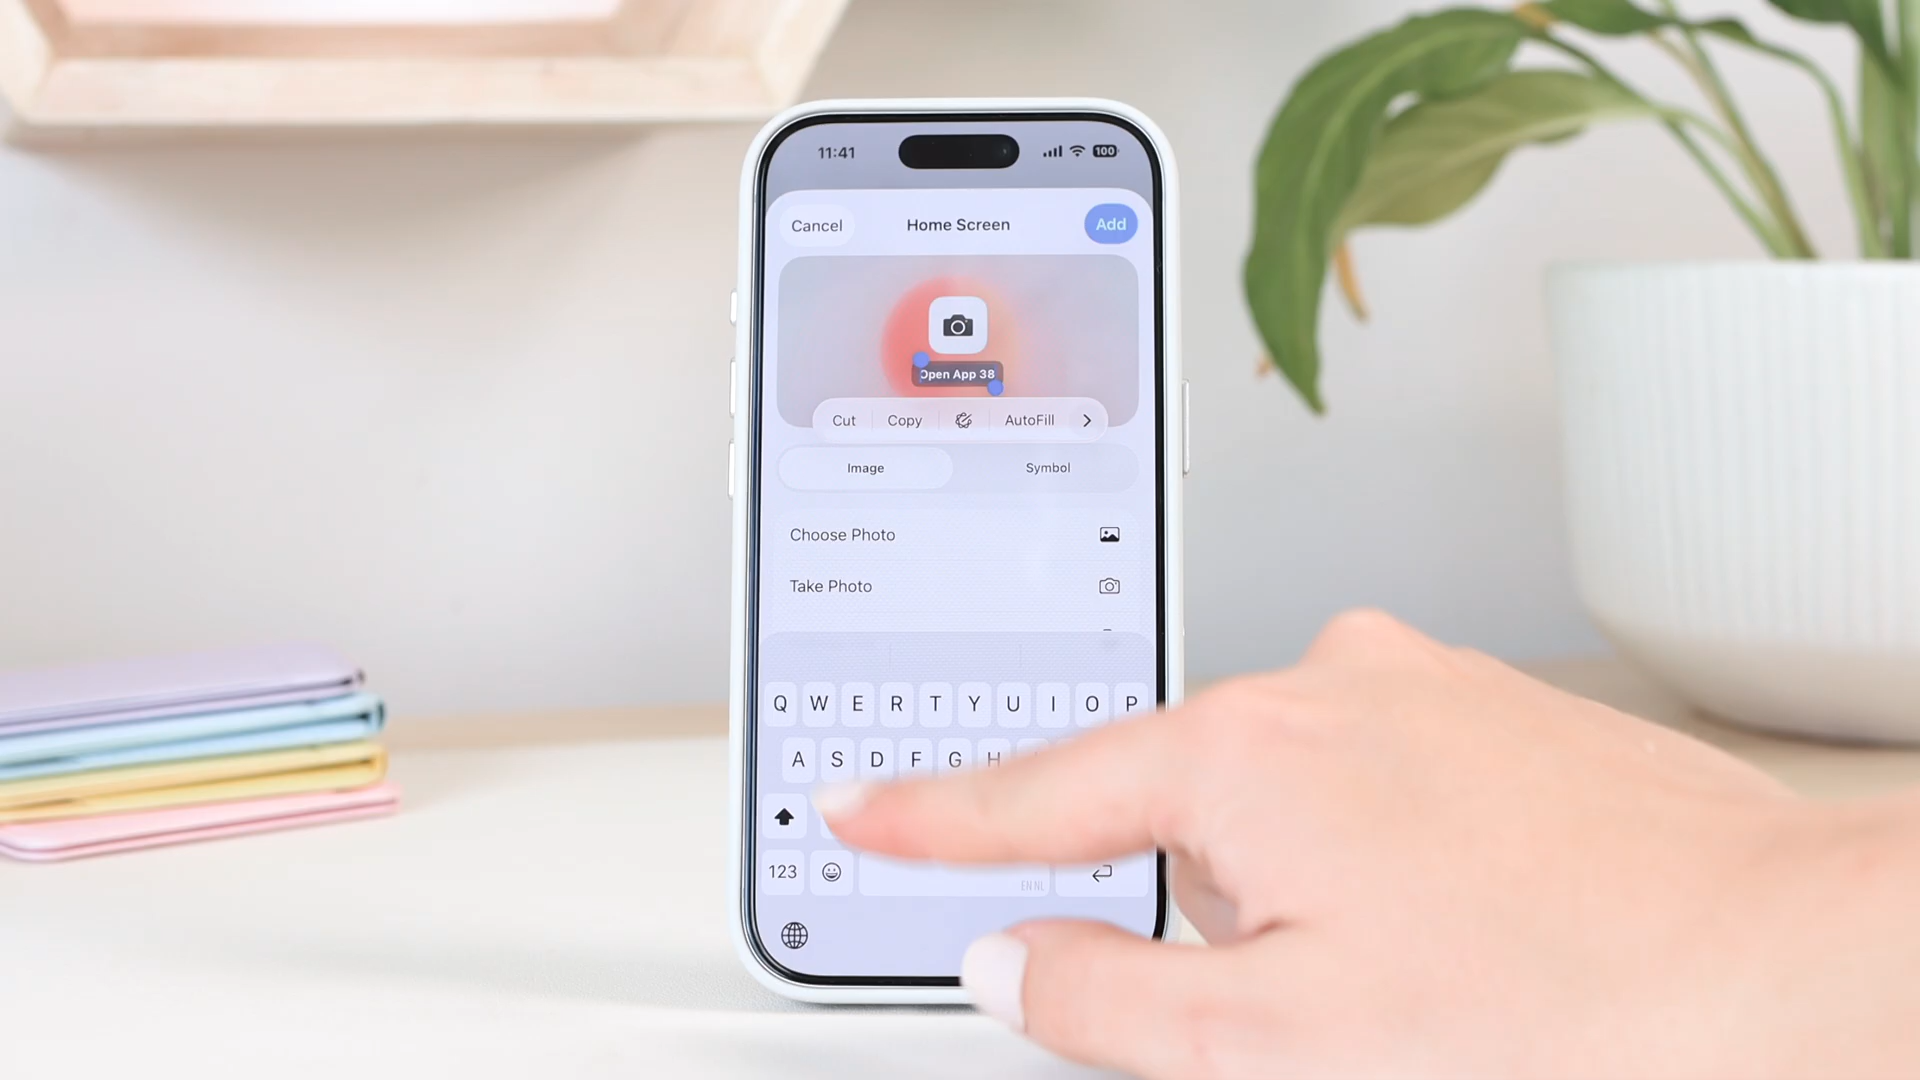 11:41
100
Cancel
Home Screen
Add
Open App 38
Cut
Copy
AutoFill
Image
Symbol
Choose Photo
Take Photo
Q W E R T Y U I O P
A S D F G H
123
EN NL